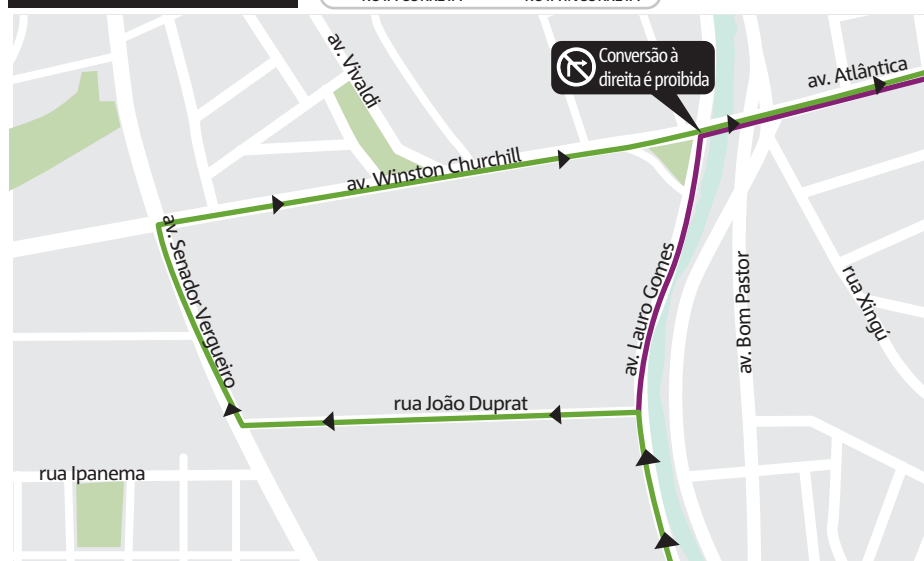 av. Vivaldi
Conversão à
direita é proibida
av. Atlântica
av. Winston Churchill
av. Senador Vergueiro
av. Lauro Gomes
av. Bom Pastor
rua Xingú
rua João Duprat
rua Ipanema